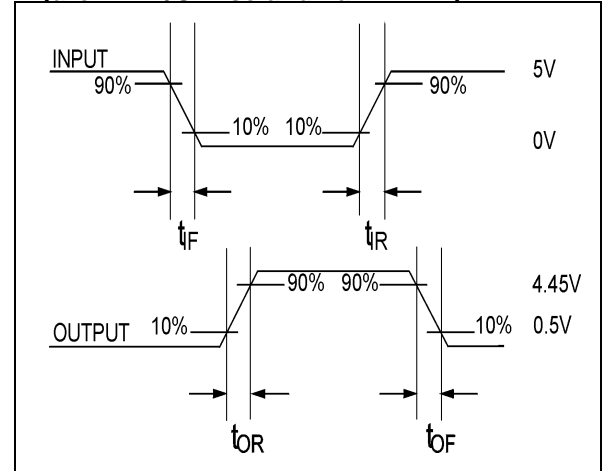 INPUT 5V
90% 90%
10% 10%
0V
tIF tIR
90% 90% 4.45V
OUTPUT 10% 10% 0.5V
tOR tOF